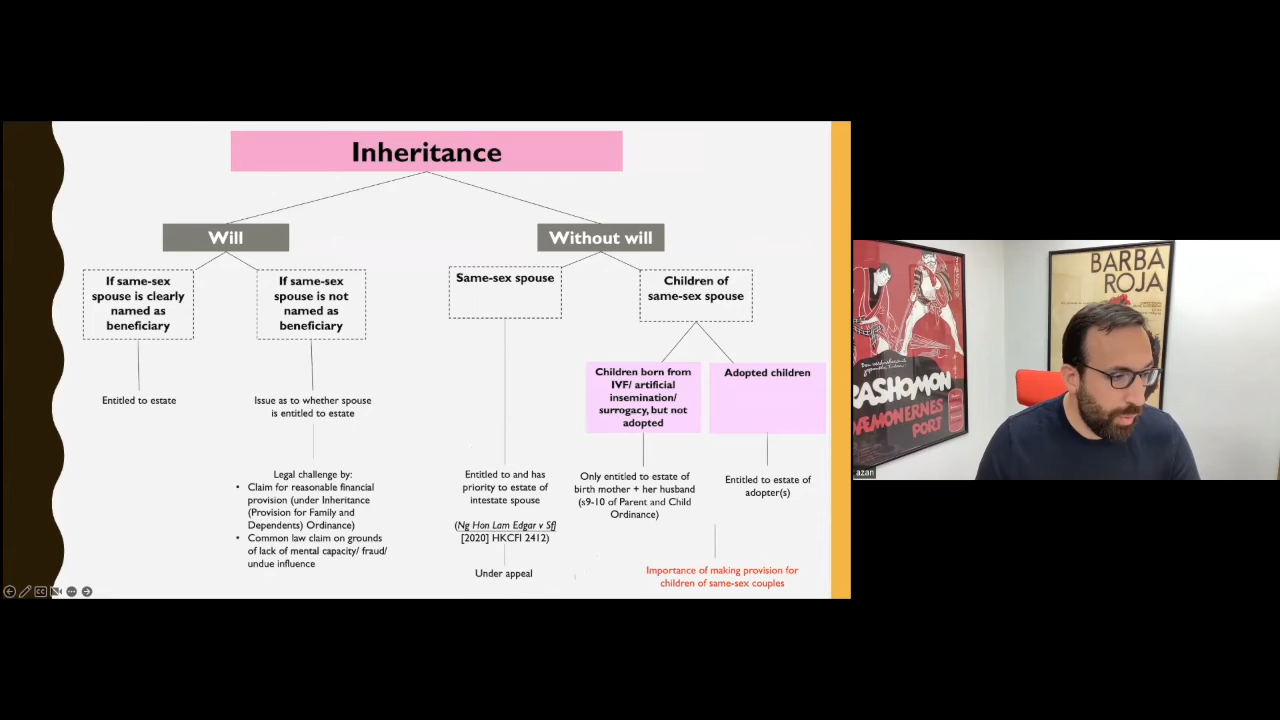 Inheritance
Will
Without will
If same-sex
spouse is clearly
named as
beneficiary
If same-sex
spouse is not
named as
beneficiary
Same-sex spouse
Children of
same-sex spouse
Children born from
IVF/ artificial
insemination/
surrogacy, but not
adopted
Adopted children
Entitled to estate
Issue as to whether spouse
is entitled to estate
Legal challenge by:
• Claim for reasonable financial
provision (under Inheritance
(Provision for Family and
Dependents) Ordinance)
• Common law claim on grounds
of lack of mental capacity/ fraud/
undue influence
Entitled to and has
priority to estate of
intestate spouse
(Ng Hon Lam Edgar v SfJ
[2020] HKCFI 2412)
Under appeal
Only entitled to estate of
birth mother + her husband
(s9-10 of Parent and Child
Ordinance)
Entitled to estate of
adopter(s)
Importance of making provision for
children of same-sex couples
CC
BARBA
ROJA
RASHOMON
DÆMONERNES
PORT
azan